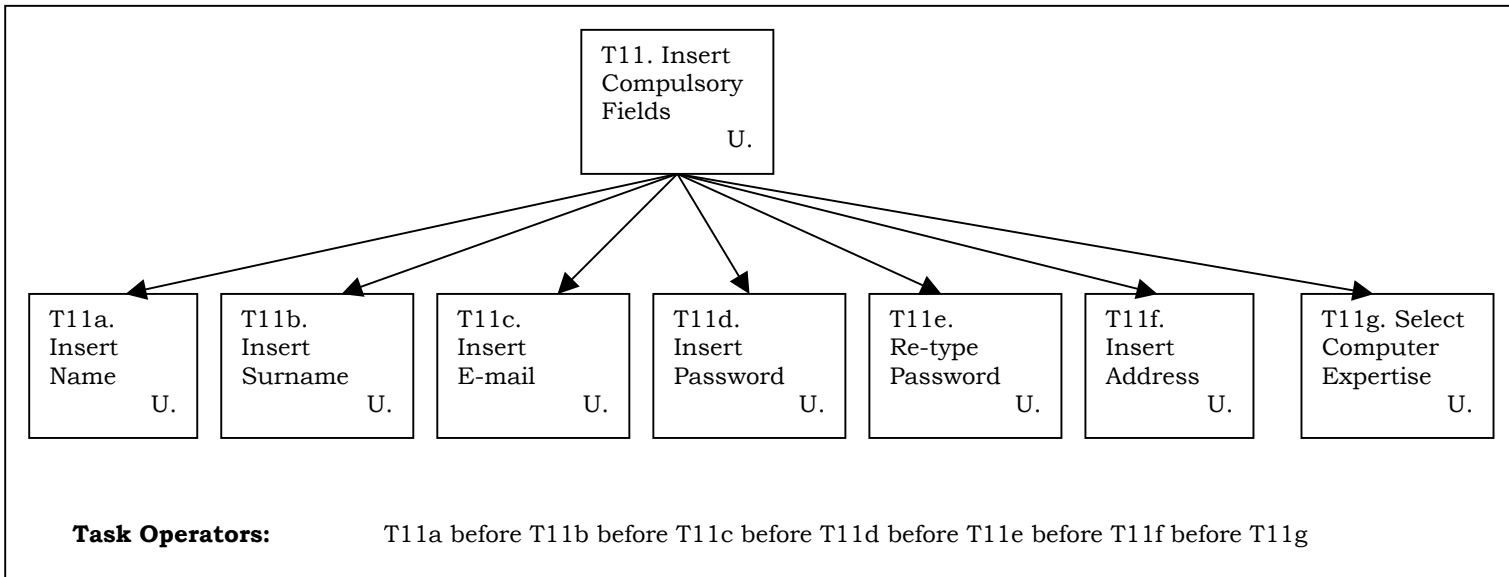 T11. Insert
Compulsory
Fields
U.
T11a.
Insert
Name
U.
T11b.
Insert
Surname
U.
T11c.
Insert
E-mail
U.
T11d.
Insert
Password
U.
T11e.
Re-type
Password
U.
T11f.
Insert
Address
U.
T11g. Select
Computer
Expertise
U.
Task Operators: T11a before T11b before T11c before T11d before T11e before T11f before T11g